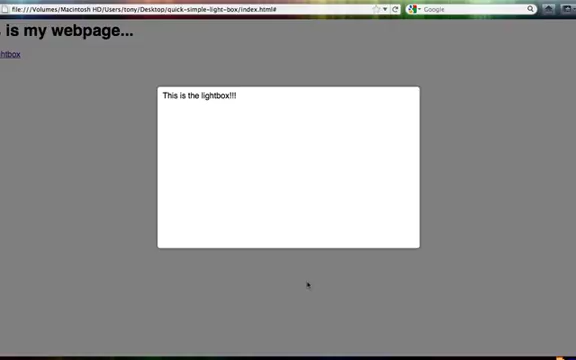 file:///Volumes/Macintosh HD/Users/tony/Desktop/quick-simple-light-box/index.html#
Google
is my webpage...
htbox
This is the lightbox!!!